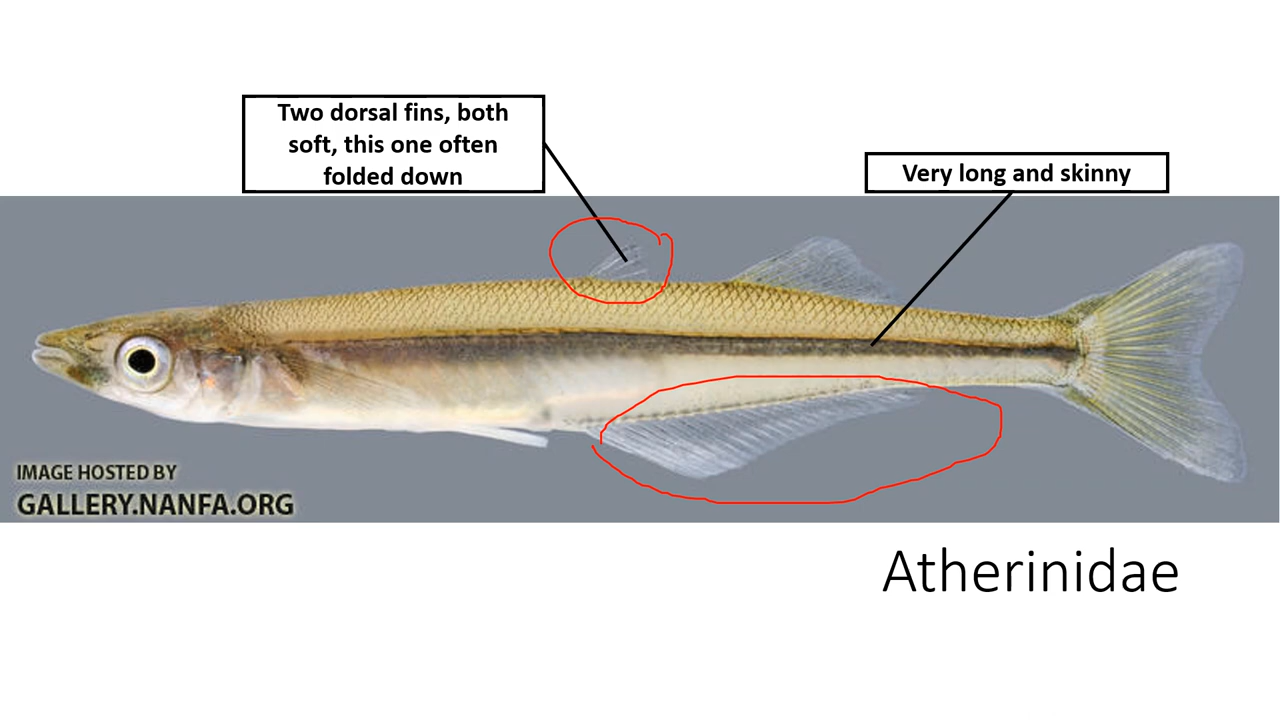 Two dorsal fins, both
soft, this one often
folded down
Very long and skinny
IMAGE HOSTED BY
GALLERY.NANFA.ORG
Atherinidae